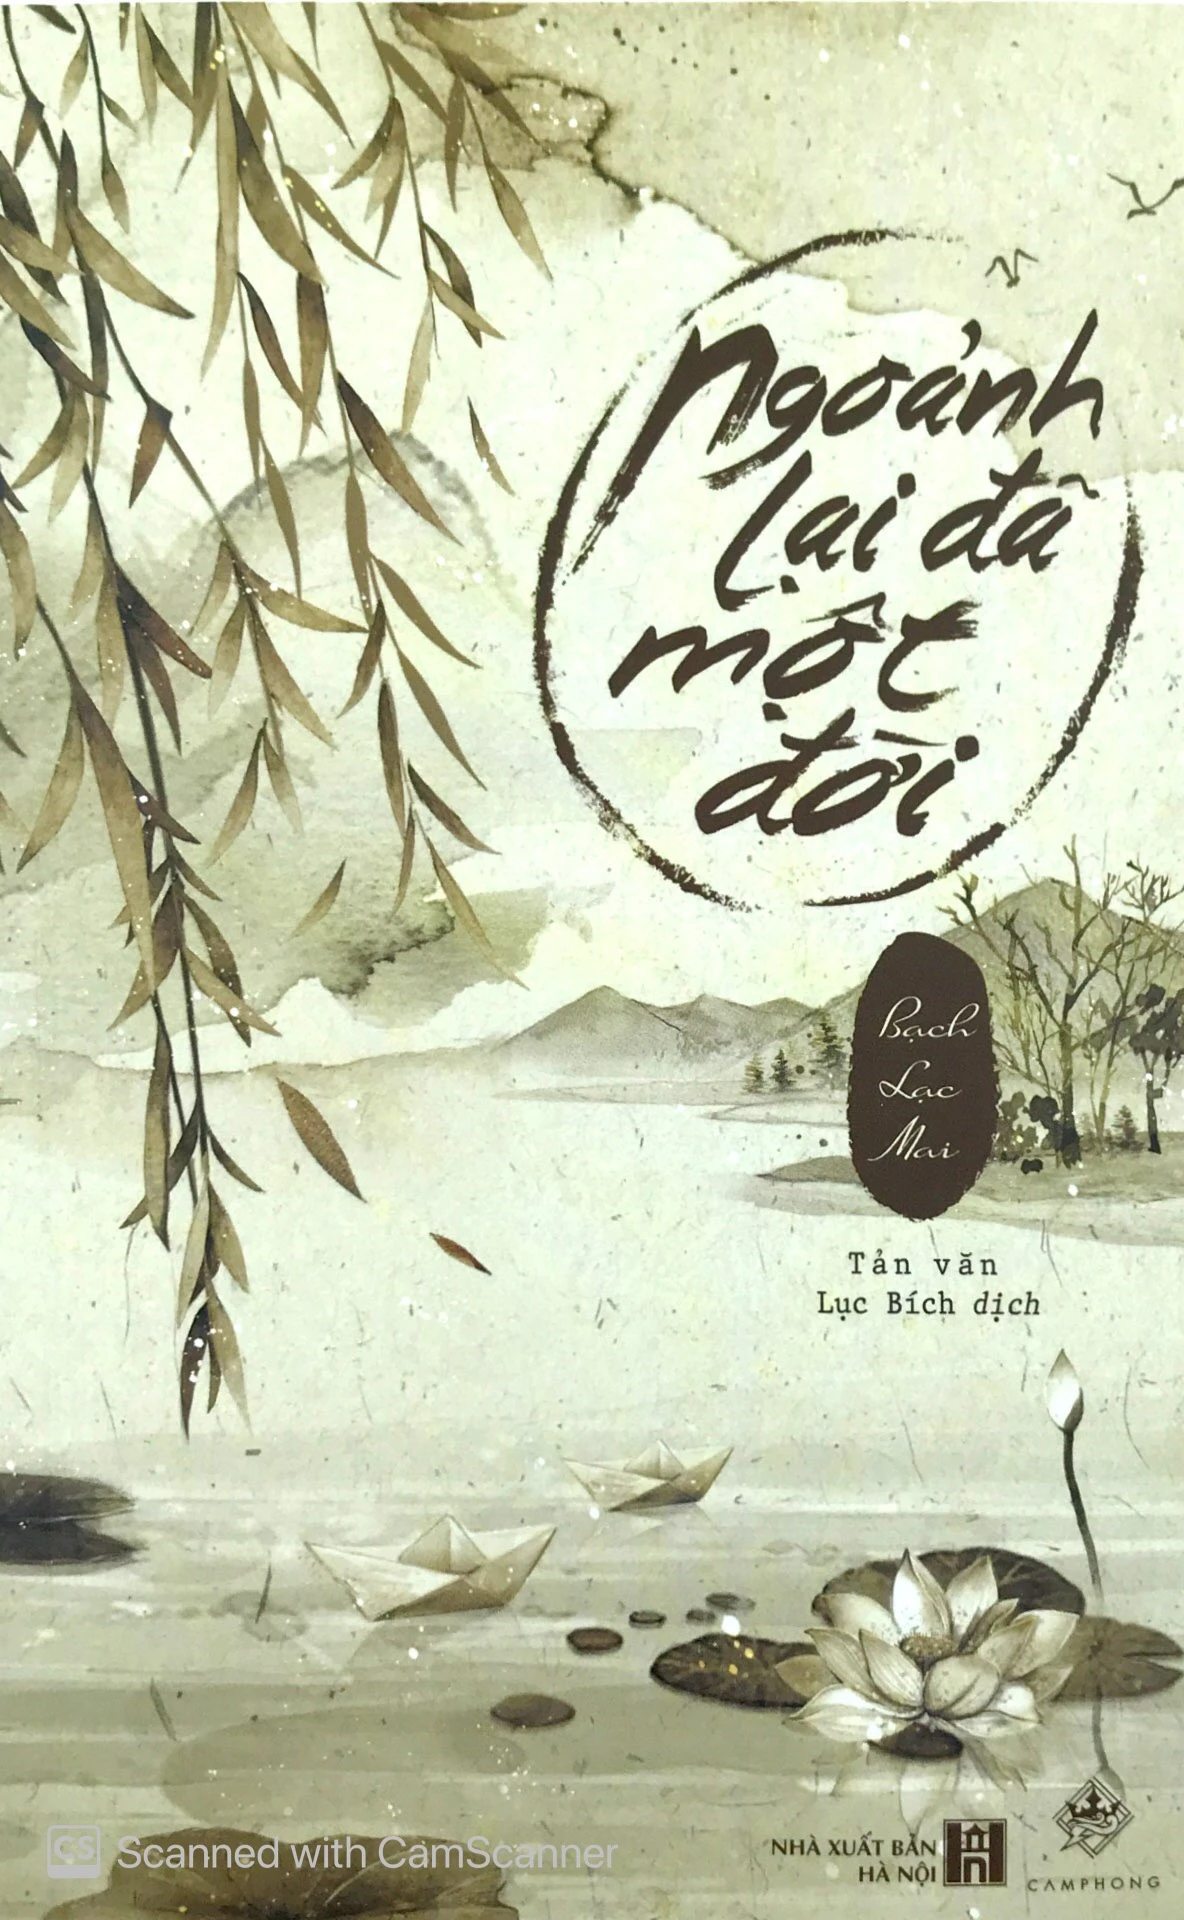 Ngoảnh
lại đã
một
đời
Bạch
Lạc
Mai
Tản văn
Lục Bích dịch
NHÀ XUẤT BẢN
HÀ NỘI
CAMPHONG
CS Scanned with CamScanner